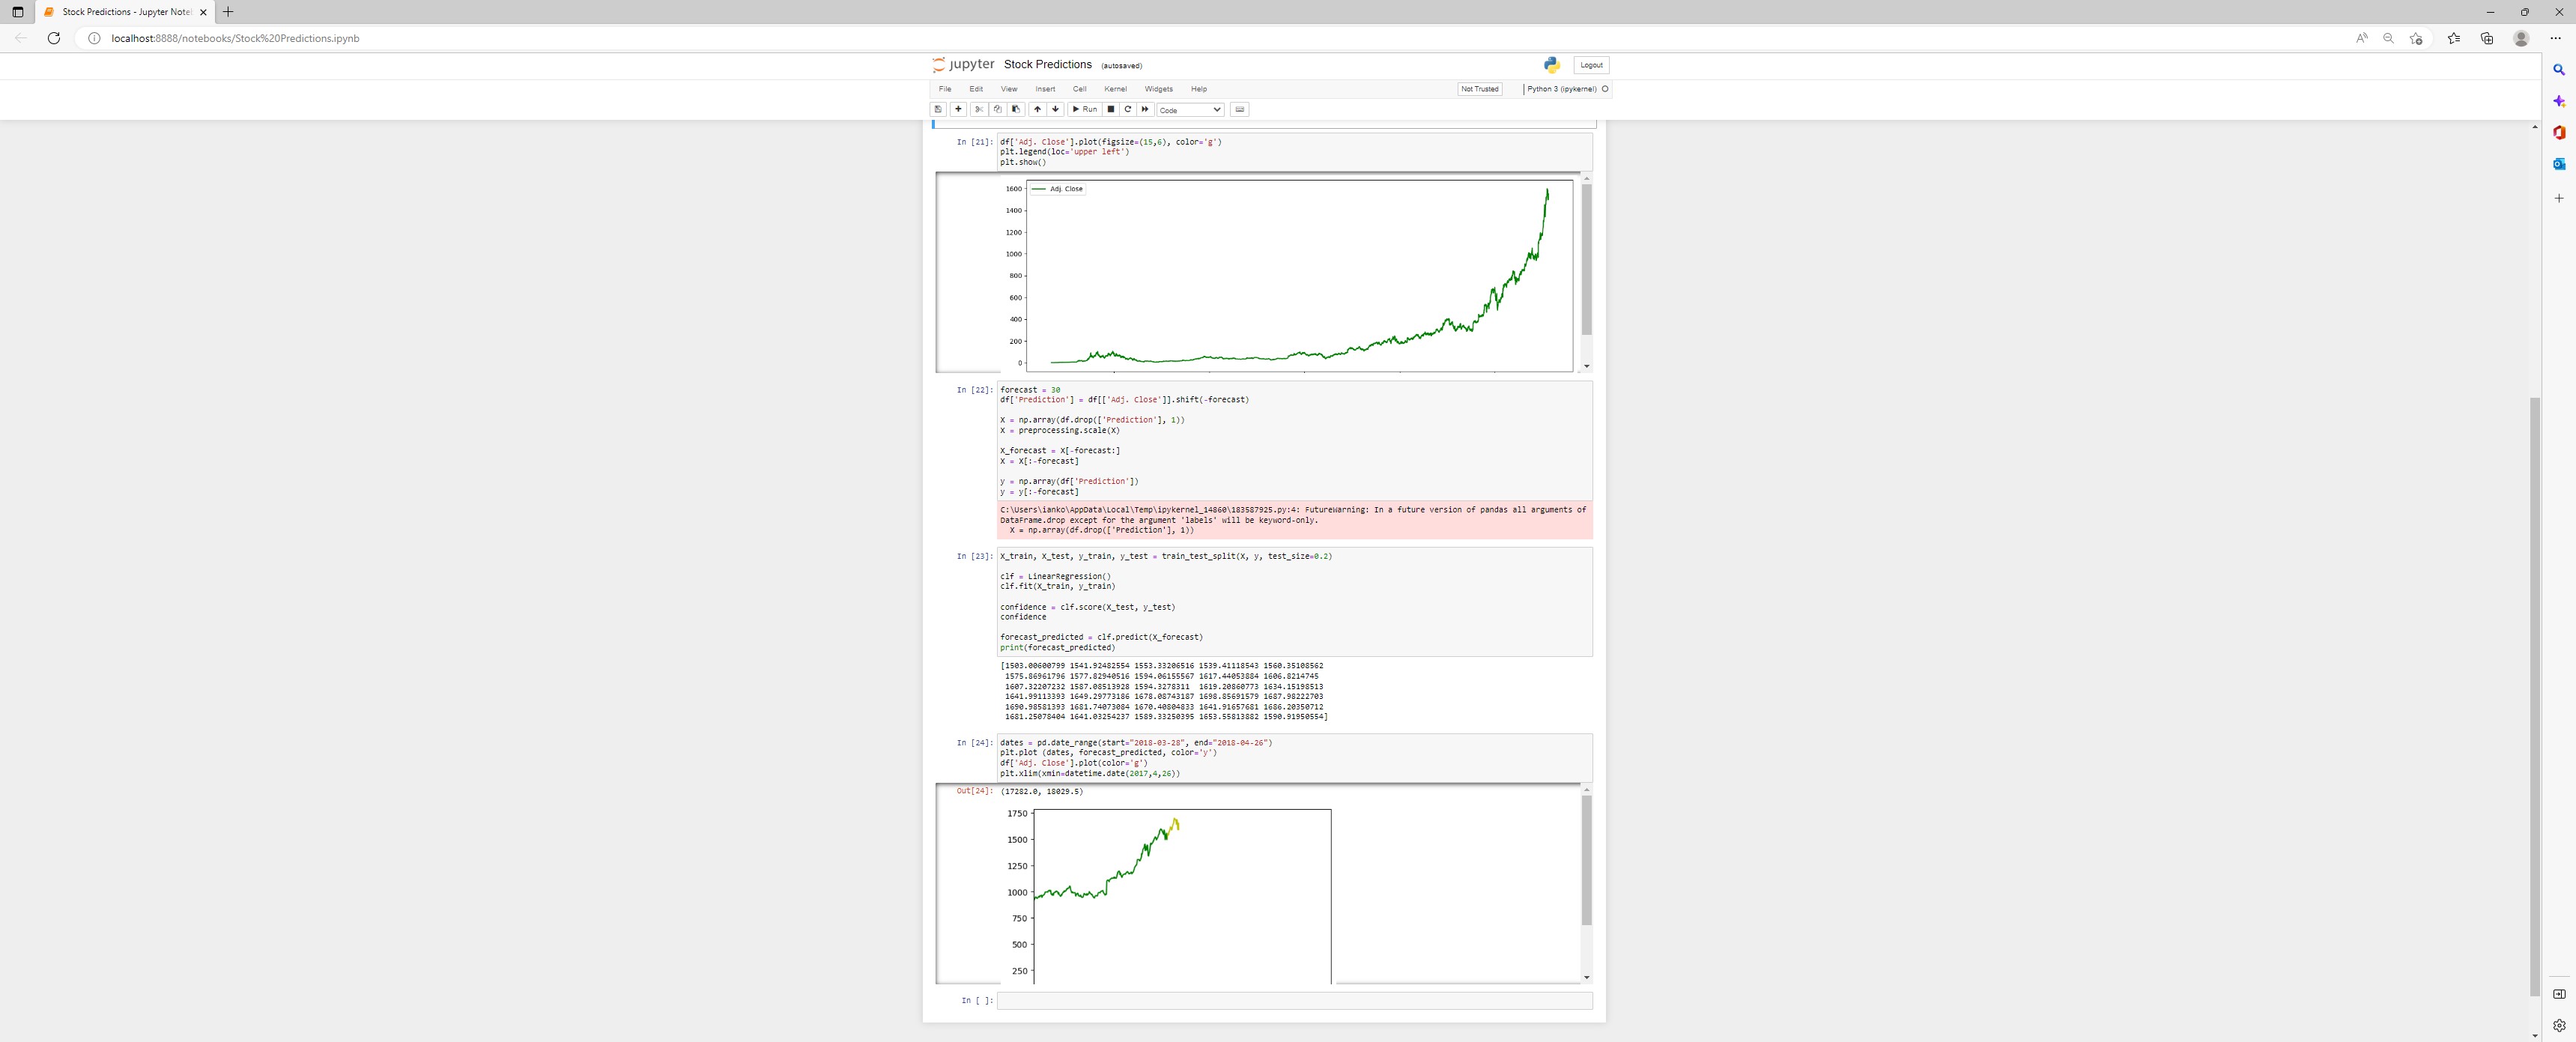 Stock Predictions - Jupyter Note
localhost:8888/notebooks/Stock%20Predictions.ipynb
jupyter Stock Predictions (autosaved)
Logout
File Edit View Insert Cell Kernel Widgets Help
Not Trusted
Python 3 (ipykernel)
Run
Code
In [21]: df['Adj. Close'].plot(figsize=(15,6), color='g')
plt.legend(loc='upper left')
plt.show()
Adj. Close
1600
1400
1200
1000
800
600
400
200
0
In [22]: forecast = 30
df['Prediction'] = df[['Adj. Close']].shift(-forecast)
X = np.array(df.drop(['Prediction'], 1))
X = preprocessing.scale(X)
X_forecast = X[-forecast:]
X = X[:-forecast]
y = np.array(df['Prediction'])
y = y[:-forecast]
C:\Users\ianko\AppData\Local\Temp\ipykernel_14860\183587925.py:4: FutureWarning: In a future version of pandas all arguments of
DataFrame.drop except for the argument 'labels' will be keyword-only.
X = np.array(df.drop(['Prediction'], 1))
In [23]: X_train, X_test, y_train, y_test = train_test_split(X, y, test_size=0.2)
clf = LinearRegression()
clf.fit(X_train, y_train)
confidence = clf.score(X_test, y_test)
confidence
forecast_predicted = clf.predict(X_forecast)
print(forecast_predicted)
[1503.00600799 1541.92482554 1553.33206516 1539.41118543 1560.35108562
1575.86961796 1577.82940516 1594.06155567 1617.44053884 1606.8214745
1607.32207232 1587.08513928 1594.3278311 1619.20860773 1634.15198513
1641.99113393 1649.29773186 1678.08743187 1698.85691579 1687.98222703
1690.98581393 1681.74073084 1670.40804833 1641.91657681 1686.20350712
1681.25078404 1641.03254237 1589.33250395 1653.55813882 1590.91950554]
In [24]: dates = pd.date_range(start="2018-03-28", end="2018-04-26")
plt.plot (dates, forecast_predicted, color='y')
df['Adj. Close'].plot(color='g')
plt.xlim(xmin=datetime.date(2017,4,26))
Out[24]: (17282.0, 18029.5)
1750
1500
1250
1000
750
500
250
In [ ]: